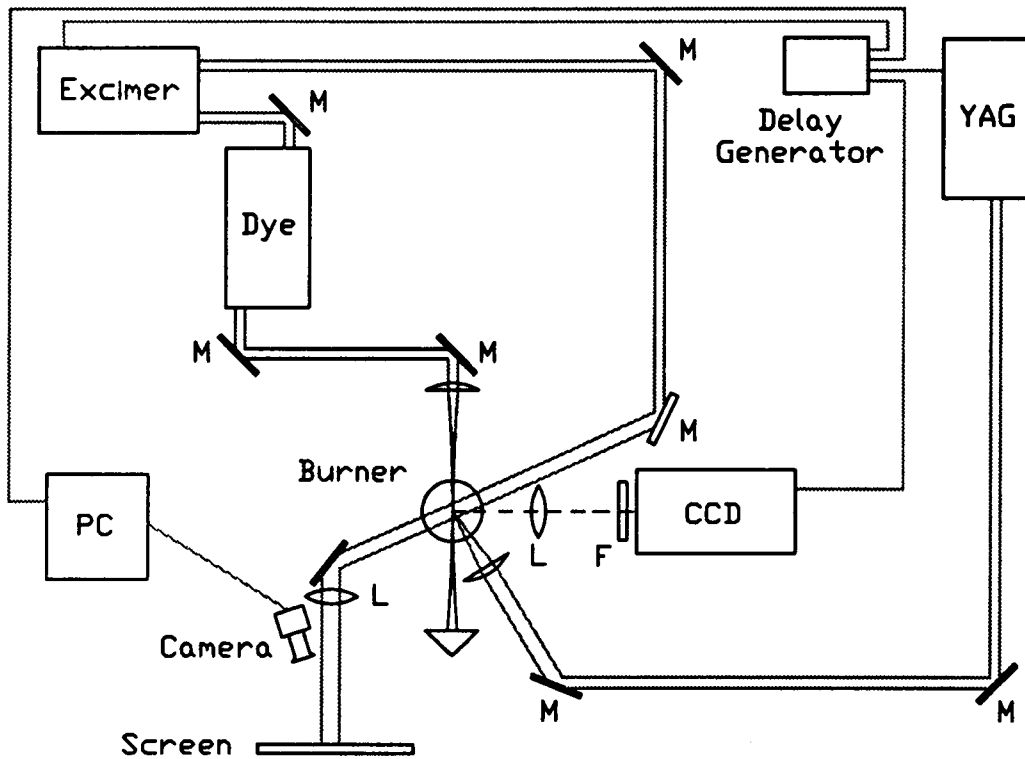 M
Excimer
M
YAG
Delay
Generator
Dye
M
M
M
Burner
PC
CCD
L
F
L
Camera
M
M
Screen